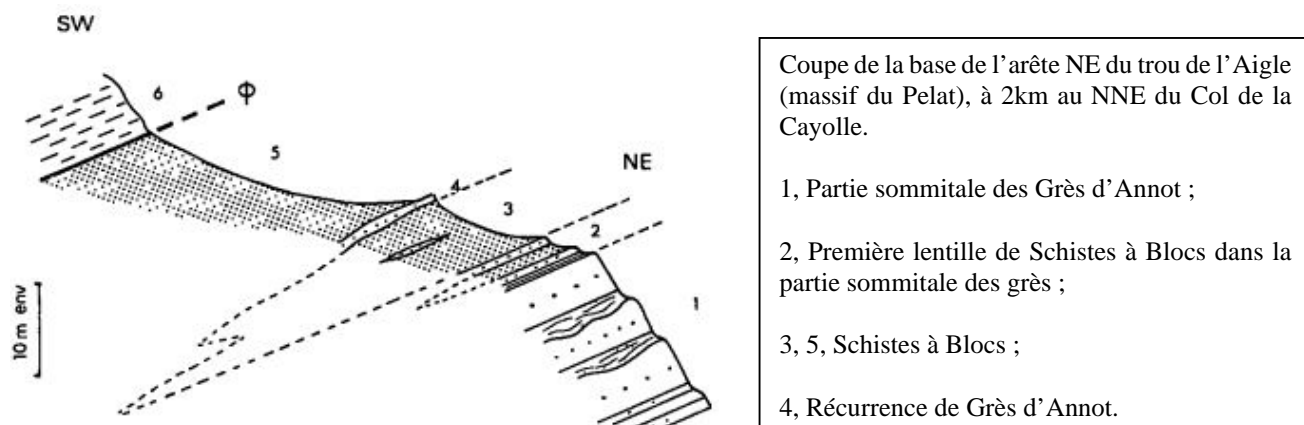 SW
6
Φ
5
NE
4
3
2
1
10 m env
Coupe de la base de l’arête NE du trou de l’Aigle
(massif du Pelat), à 2km au NNE du Col de la
Cayolle.
1, Partie sommitale des Grès d’Annot ;
2, Première lentille de Schistes à Blocs dans la
partie sommitale des grès ;
3, 5, Schistes à Blocs ;
4, Récurrence de Grès d’Annot.